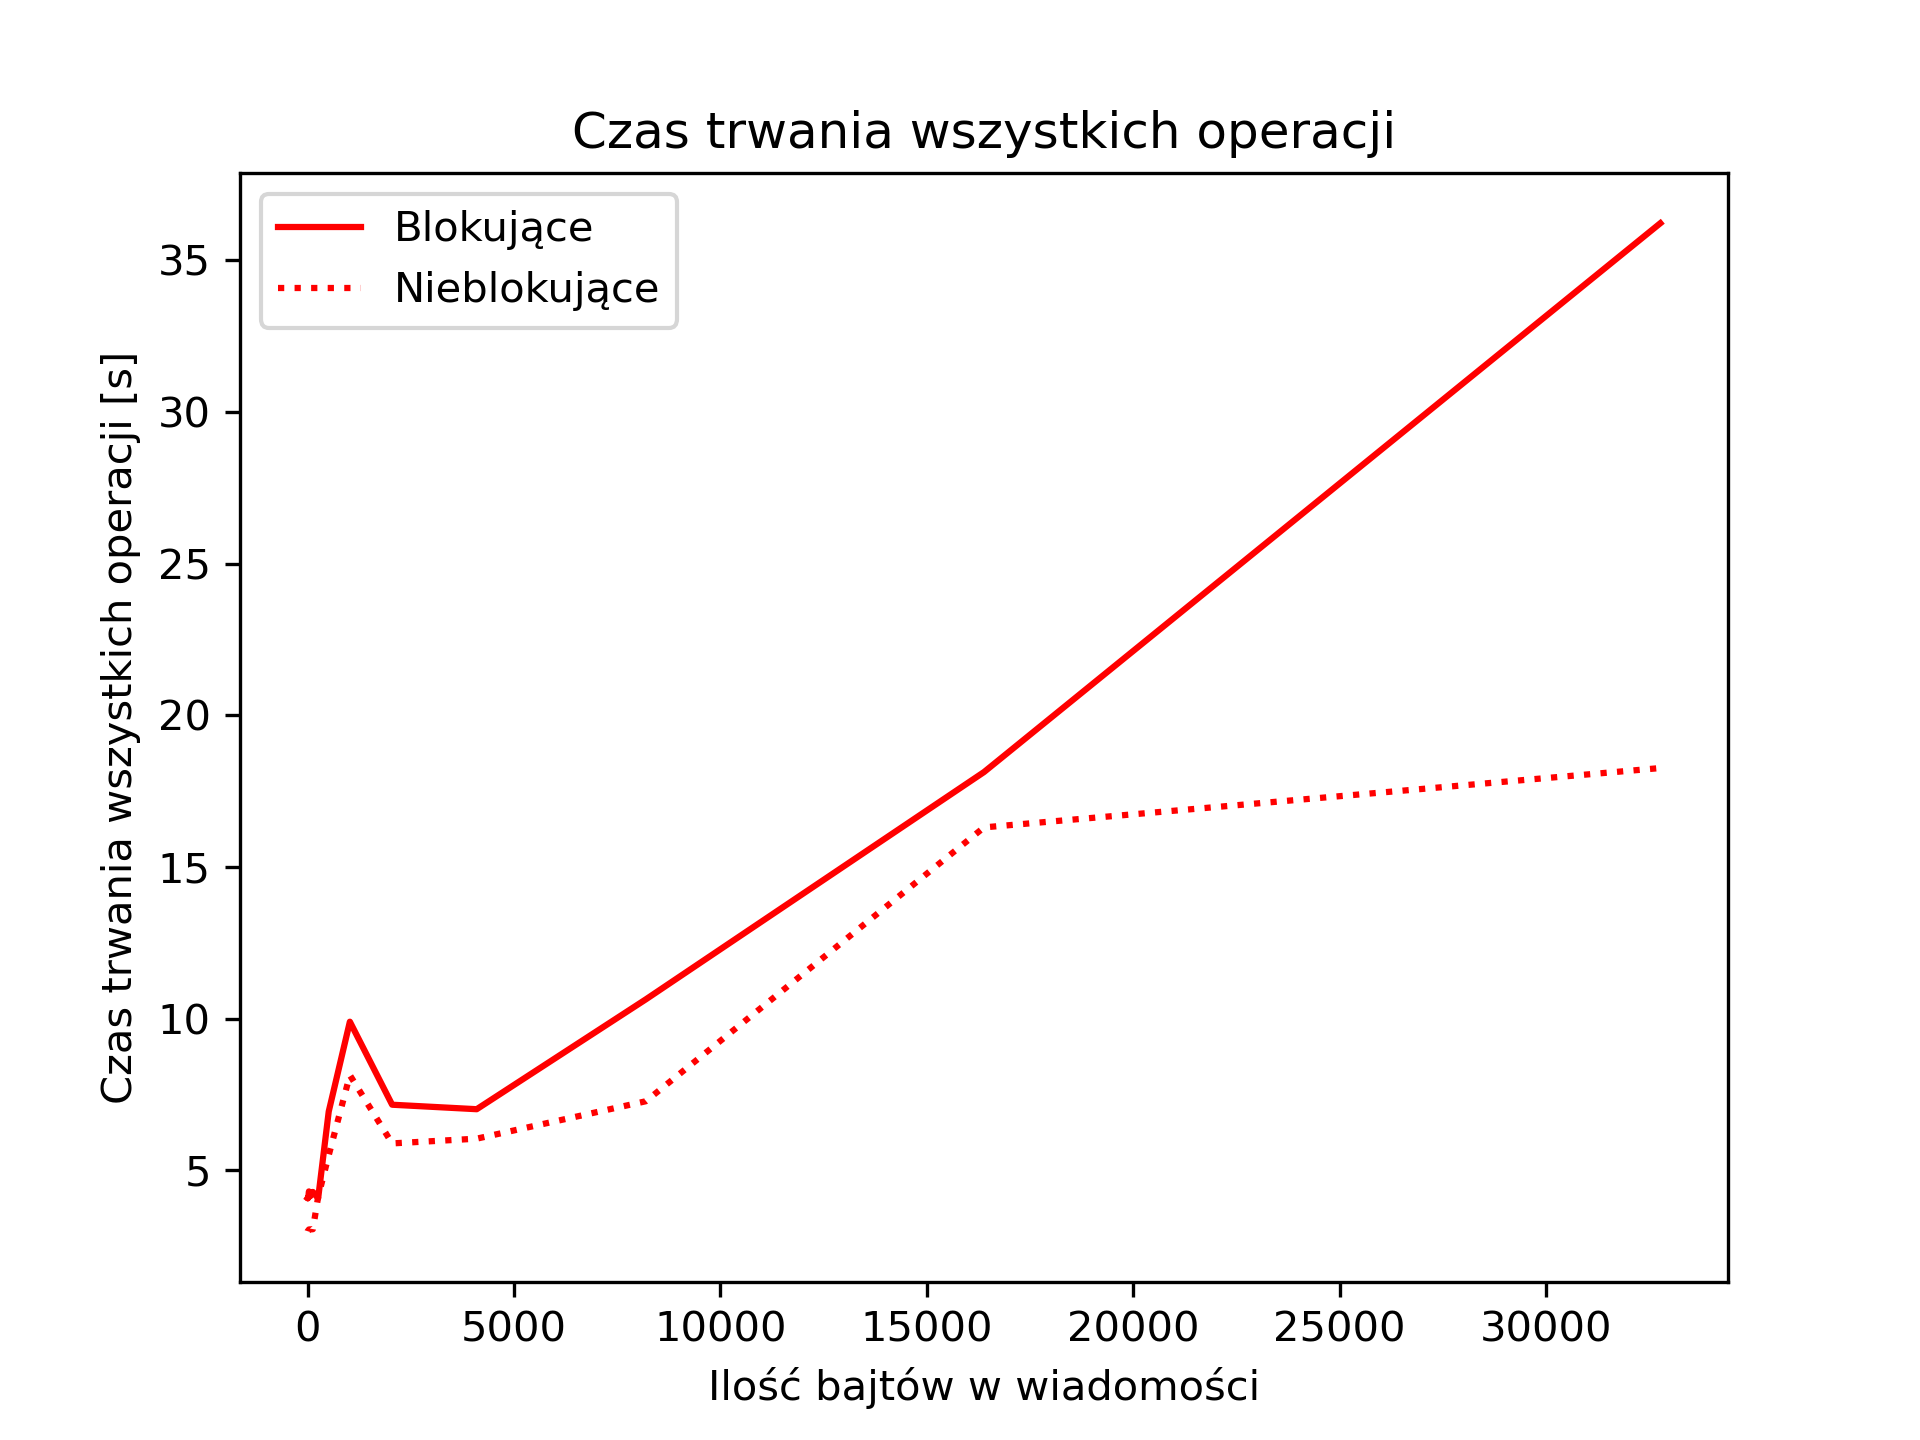 Czas trwania wszystkich operacji
Blokujące
Nieblokujące
Czas trwania wszystkich operacji [s]
35
30
25
20
15
10
5
0 5000 10000 15000 20000 25000 30000
Ilość bajtów w wiadomości